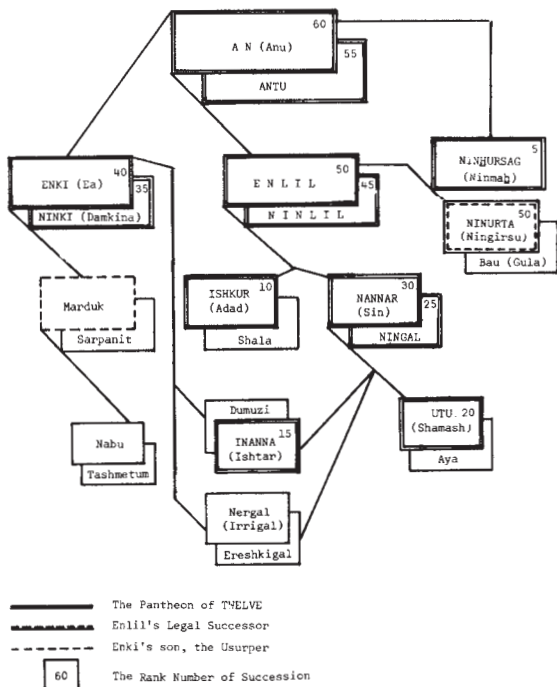 60
A N (Anu)
55
ANTU
40
ENKI (Ea)
35
NINKI (Damkina)
50
E N L I L
45
N I N L I L
5
NINHURSAG
(Ninmah)
50
NINURTA
(Ningirsu)
Bau (Gula)
Marduk
Sarpanit
10
ISHKUR
(Adad)
Shala
30
NANNAR
(Sin)
25
NINGAL
Nabu
Tashmetum
Dumuzi
15
INANNA
(Ishtar)
UTU. 20
(Shamash)
Aya
Nergal
(Irrigal)
Ereshkigal
The Pantheon of TWELVE
Enlil's Legal Successor
Enki's son, the Usurper
60 The Rank Number of Succession